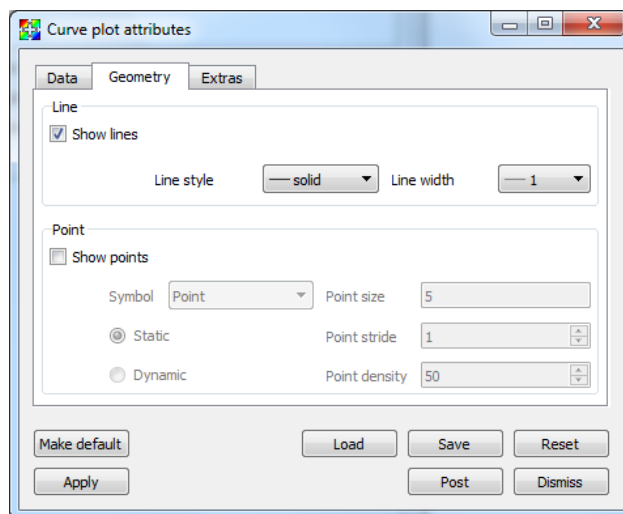 Curve plot attributes
Data Geometry Extras
Line
Show lines
Line style solid Line width 1
Point
Show points
Symbol Point Point size 5
Static Point stride 1
Dynamic Point density 50
Make default Load Save Reset
Apply Post Dismiss